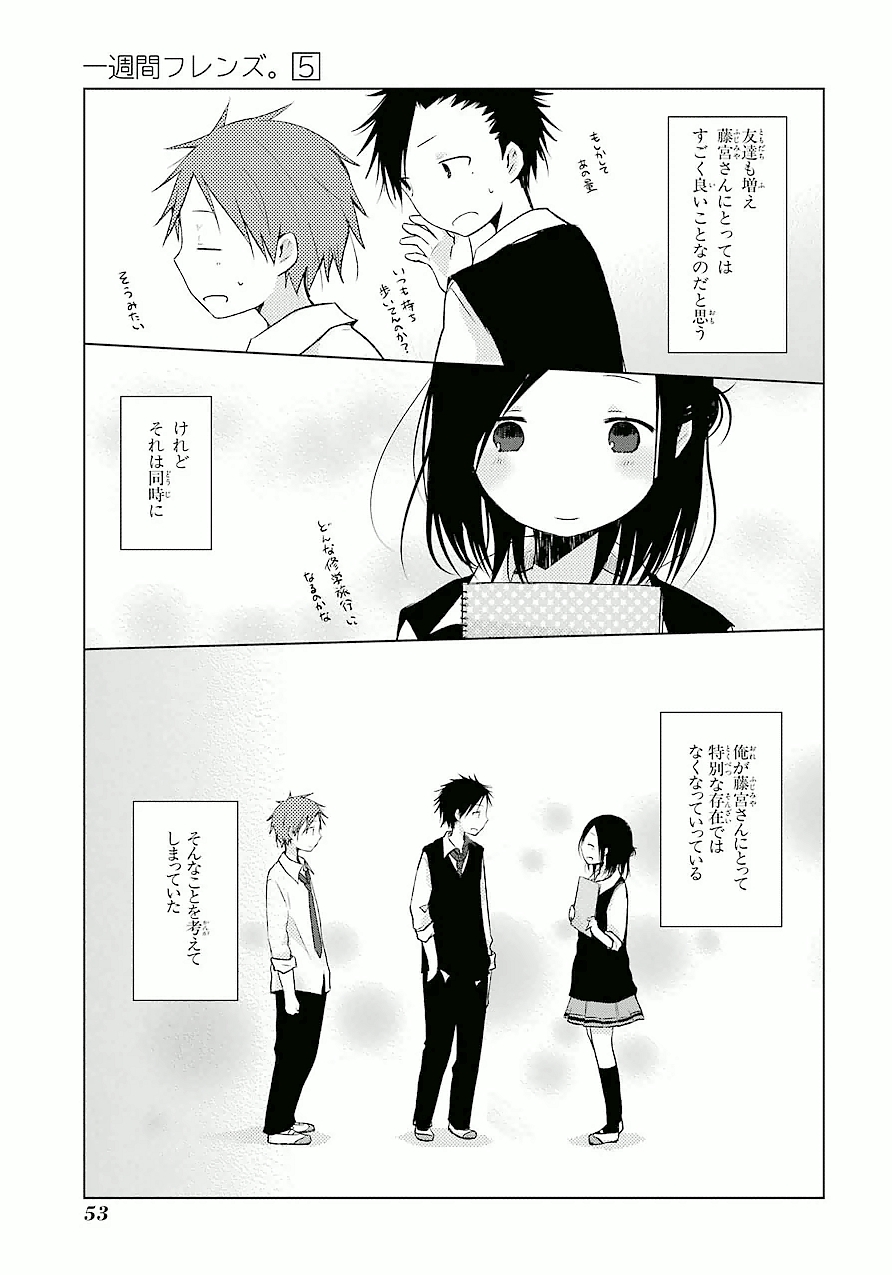 一週間フレンズ。5
友達も増え
藤宮さんにとっては
すごく良いことなのだと思う
もしかして
あの量
いつも持ち
歩いてんのか?
そうみたい
けれど
それは同時に
どんな修学旅行に
なるのかな
俺が藤宮さんにとって
特別な存在では
なくなっていっている
そんなことを考えて
しまっていた
53